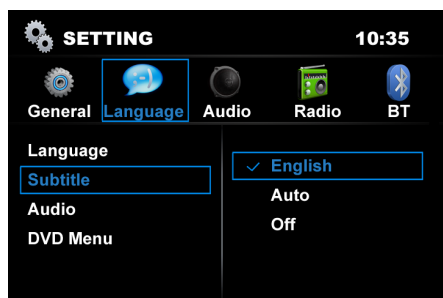 SETTING 10:35
General Language Audio Radio BT
Language
Subtitle
Audio
DVD Menu
English
Auto
Off